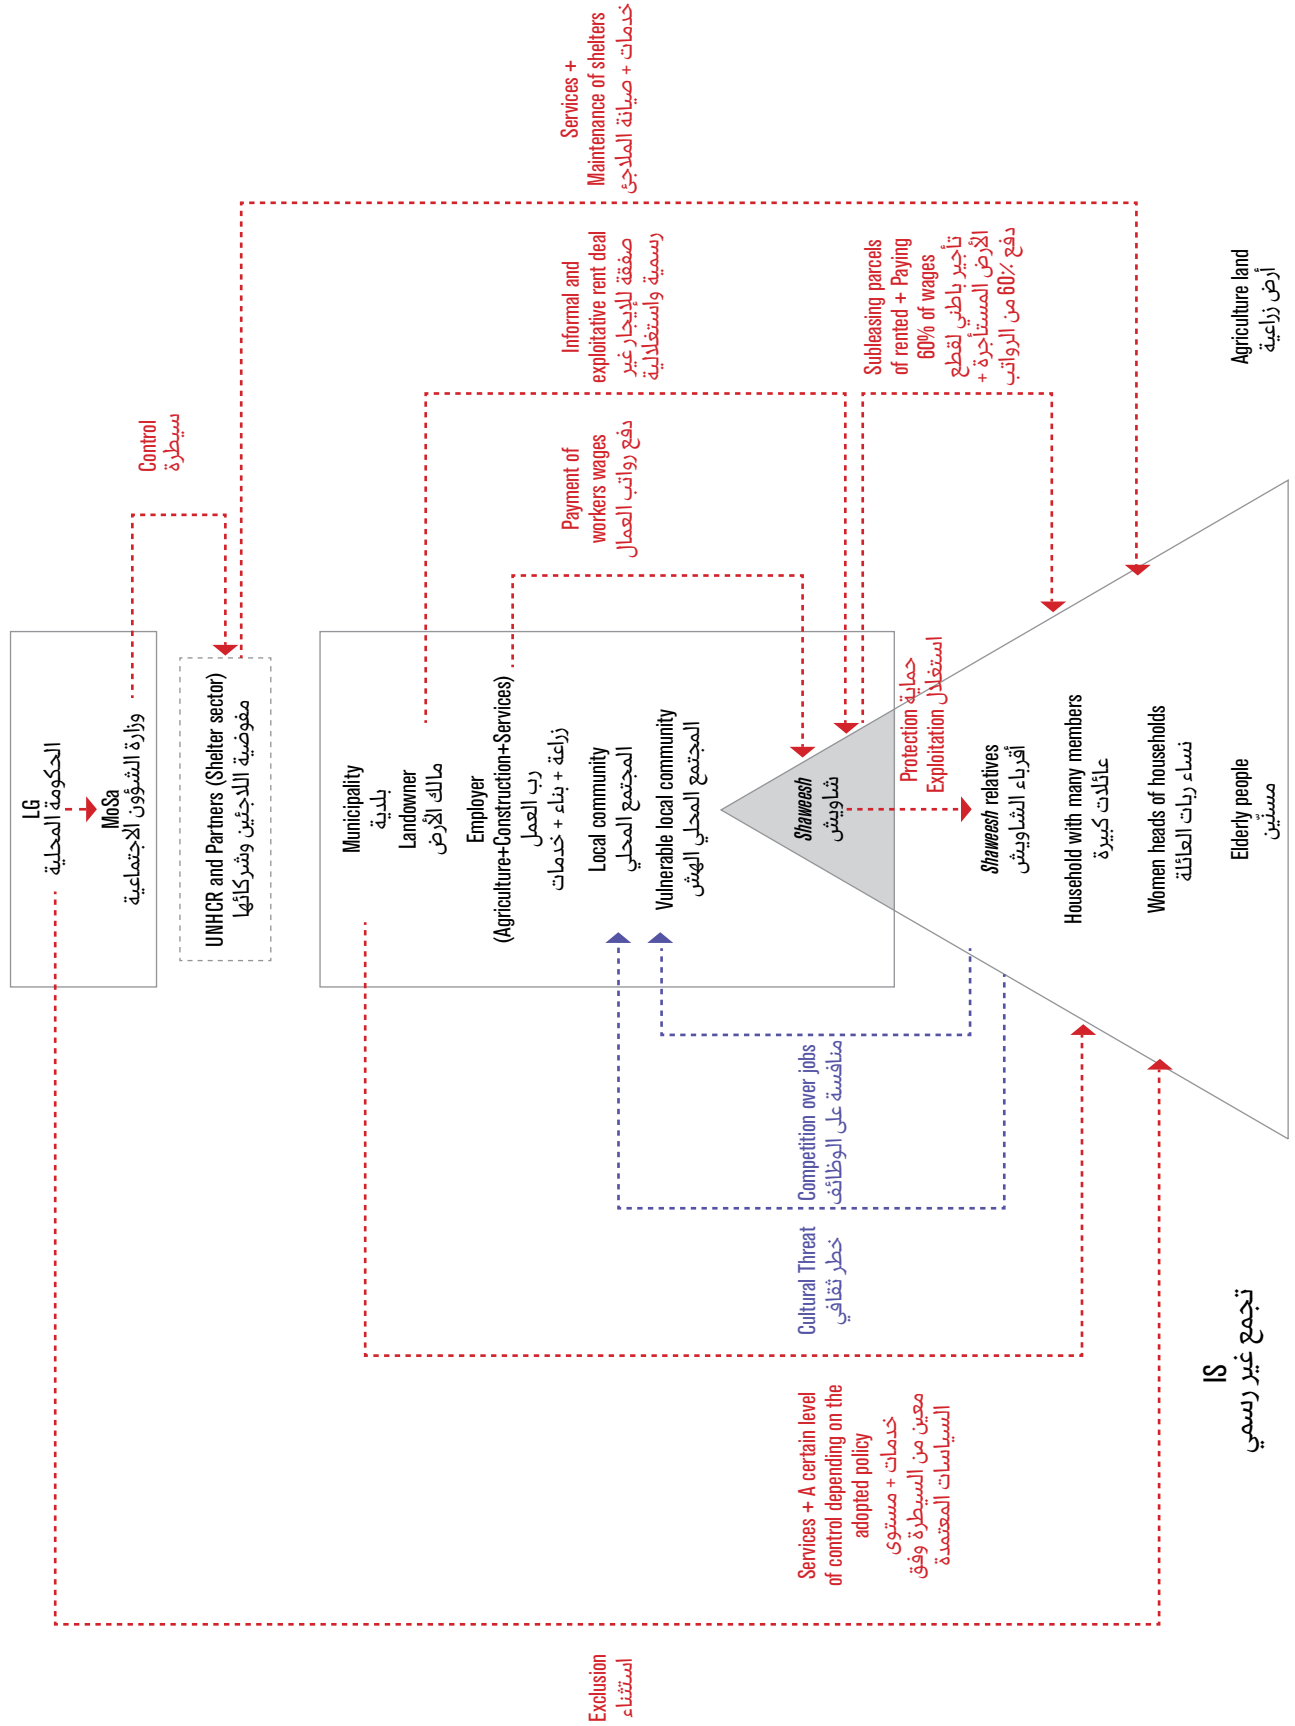 LG
الحكومة المحلية
MoSa
وزارة الشؤون الاجتماعية
UNHCR and Partners (Shelter sector)
مفوضية اللاجئين وشركائها
Control
سيطرة
Services +
Maintenance of shelters
خدمات + صيانة الملاجئ
Municipality
بلدية
Landowner
مالك الأرض
Employer
(Agriculture+Construction+Services)
رب العمل
زراعة + بناء + خدمات
Local community
المجتمع المحلي
Vulnerable local community
المجتمع المحلي الهش
Payment of
workers wages
دفع رواتب العمال
Informal and
exploitative rent deal
صفقة للإيجار غير
رسمية واستغلالية
Shaweesh
شاويش
Protection حماية
Exploitation استغلال
Subleasing parcels
of rented + Paying
60% of wages
تأجير باطني لقطع
الأرض المستأجرة +
دفع 60٪ من الرواتب
Shaweesh relatives
أقرباء الشاويش
Household with many members
عائلات كبيرة
Women heads of households
نساء ربات العائلة
Elderly people
مسنّين
Exclusion
استثناء
Services + A certain level
of control depending on the
adopted policy
خدمات + مستوى
معين من السيطرة وفق
السياسات المعتمدة
Cultural Threat
خطر ثقافي
Competition over jobs
منافسة على الوظائف
IS
تجمع غير رسمي
Agriculture land
أرض زراعية